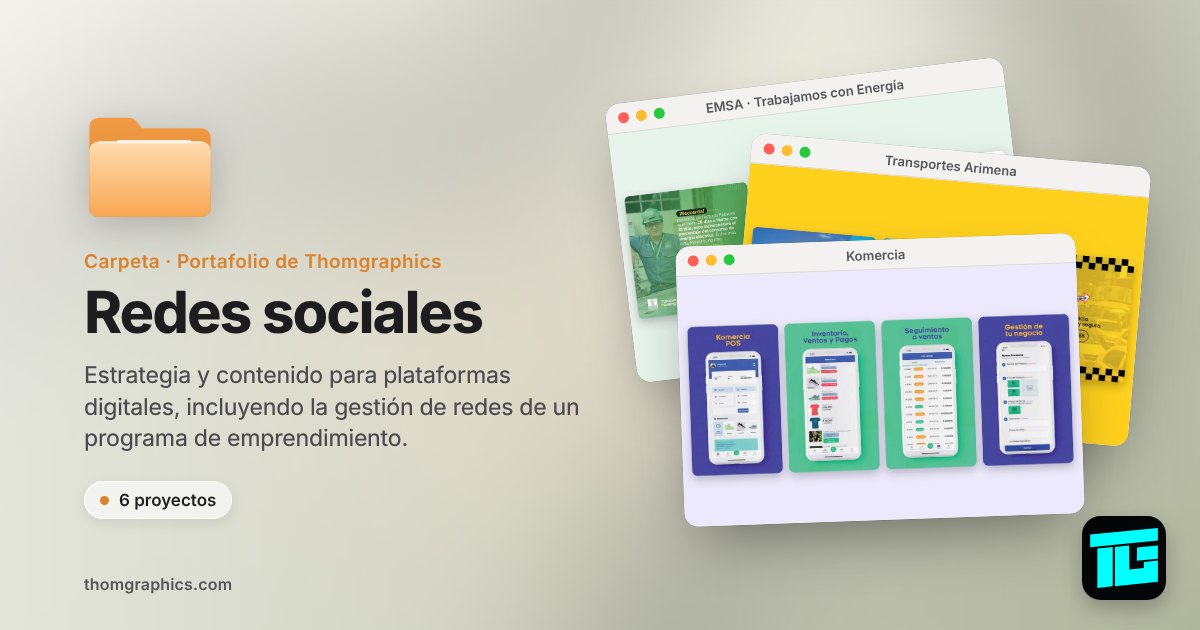 Carpeta · Portafolio de Thomgraphics
Redes sociales
Estrategia y contenido para plataformas
digitales, incluyendo la gestión de redes de un
programa de emprendimiento.
6 proyectos
thomgraphics.com
EMSA · Trabajamos con Energía
Transportes Arimena
Komercia
Komercia
POS
Inventario,
Ventos y Pagos
Seguimiento
a ventas
Gestión de
tu negocio
TG